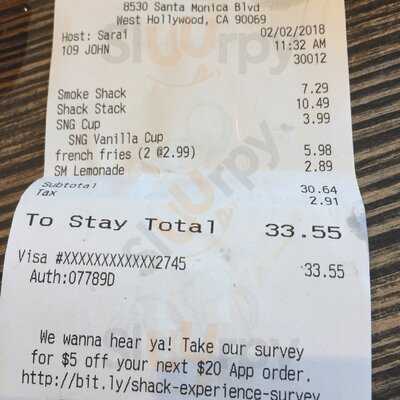 8530 Santa Monica Blvd
West Hollywood, CA 90069
Host: Sarai 02/02/2018
109 JOHN 11:32 AM
30012
Smoke Shack 7.29
Shack Stack 10.49
SNG Cup 3.99
SNG Vanilla Cup
french fries (2 @2.99) 5.98
SM Lemonade 2.89
Subtotal 30.64
Tax 2.91
To Stay Total 33.55
Visa #XXXXXXXXXXXX2745 33.55
Auth:07789D
We wanna hear ya! Take our survey
for $5 off your next $20 App order.
http://bit.ly/shack-experience-survey
Sluurpy